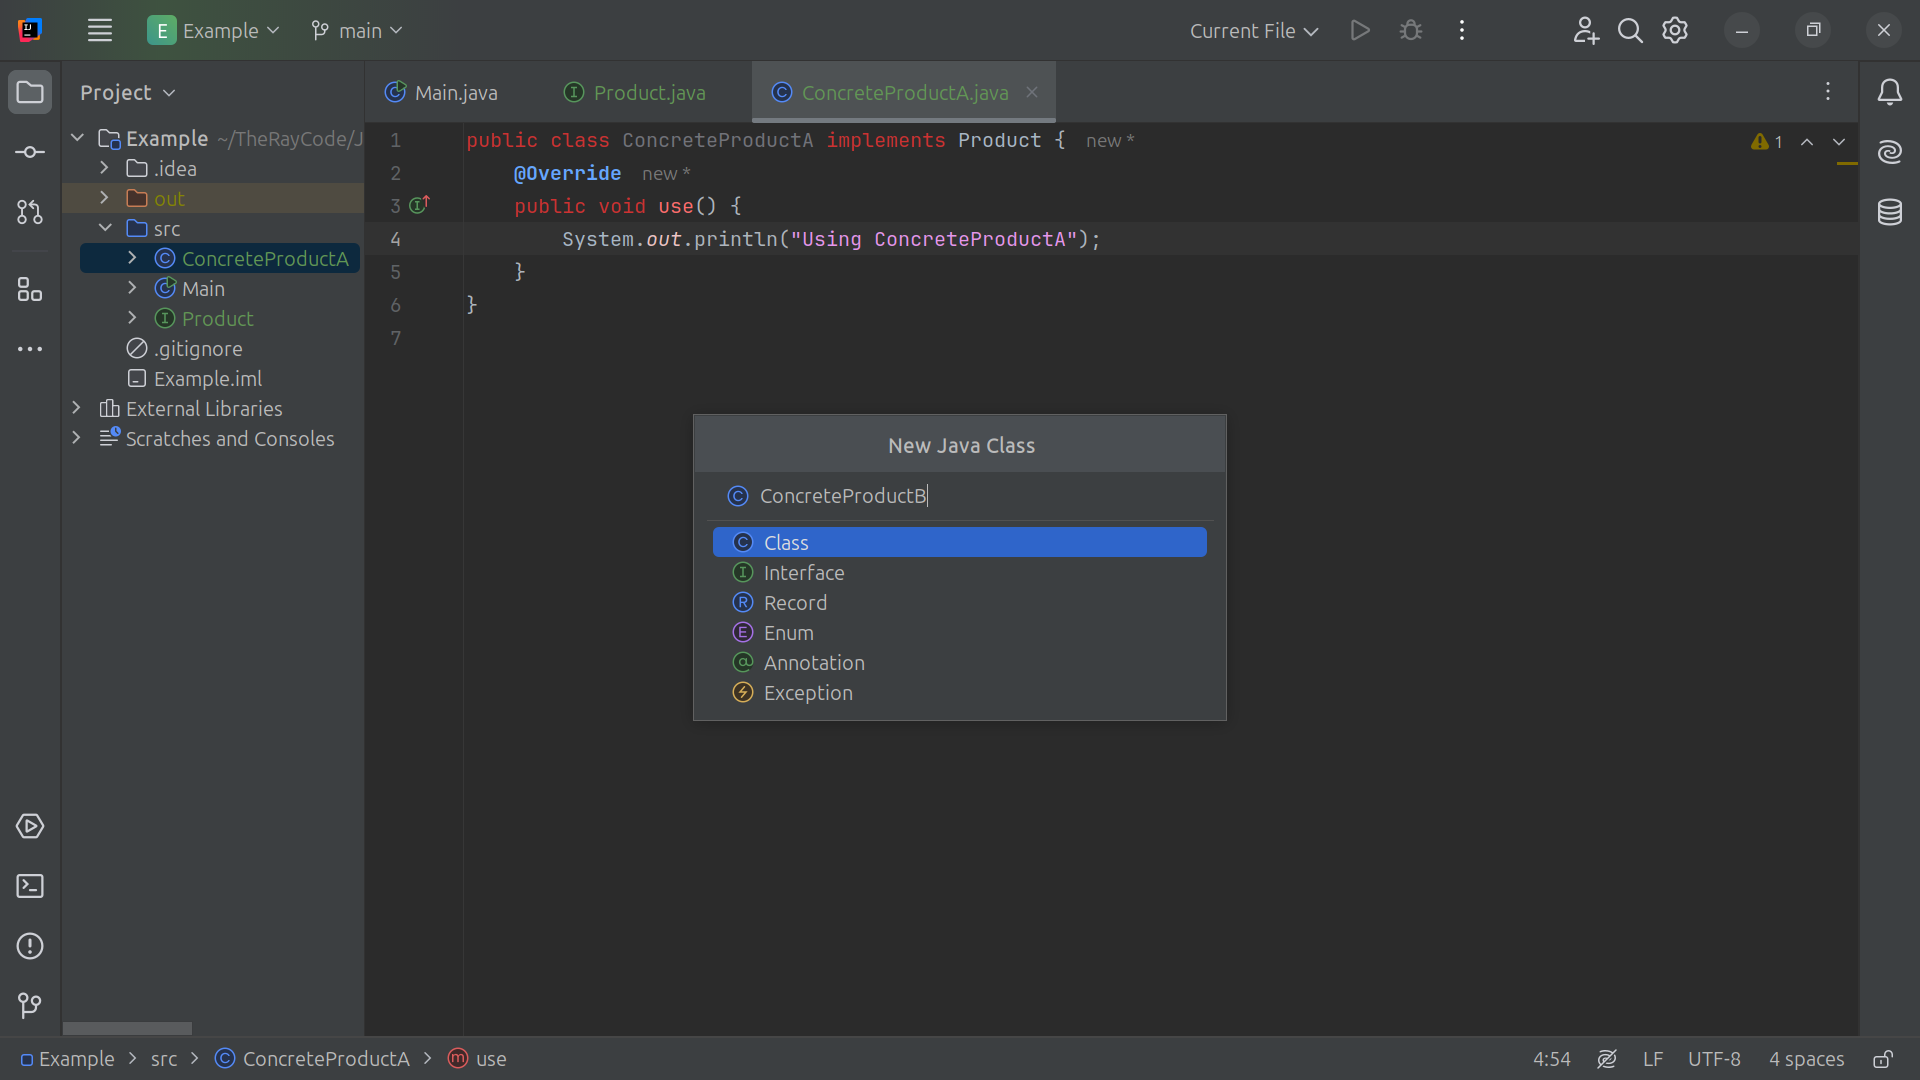 Example
main
Current File
Project
Main.java
Product.java
ConcreteProductA.java
Example ~/TheRayCode/J
.idea
out
src
ConcreteProductA
Main
Product
.gitignore
Example.iml
External Libraries
Scratches and Consoles
1 public class ConcreteProductA implements Product { new *
2 @Override new *
3 public void use() {
4 System.out.println("Using ConcreteProductA");
5 }
6 }
7
1
New Java Class
ConcreteProductB
Class
Interface
Record
Enum
Annotation
Exception
Example > src > ConcreteProductA > use
4:54 LF UTF-8 4 spaces